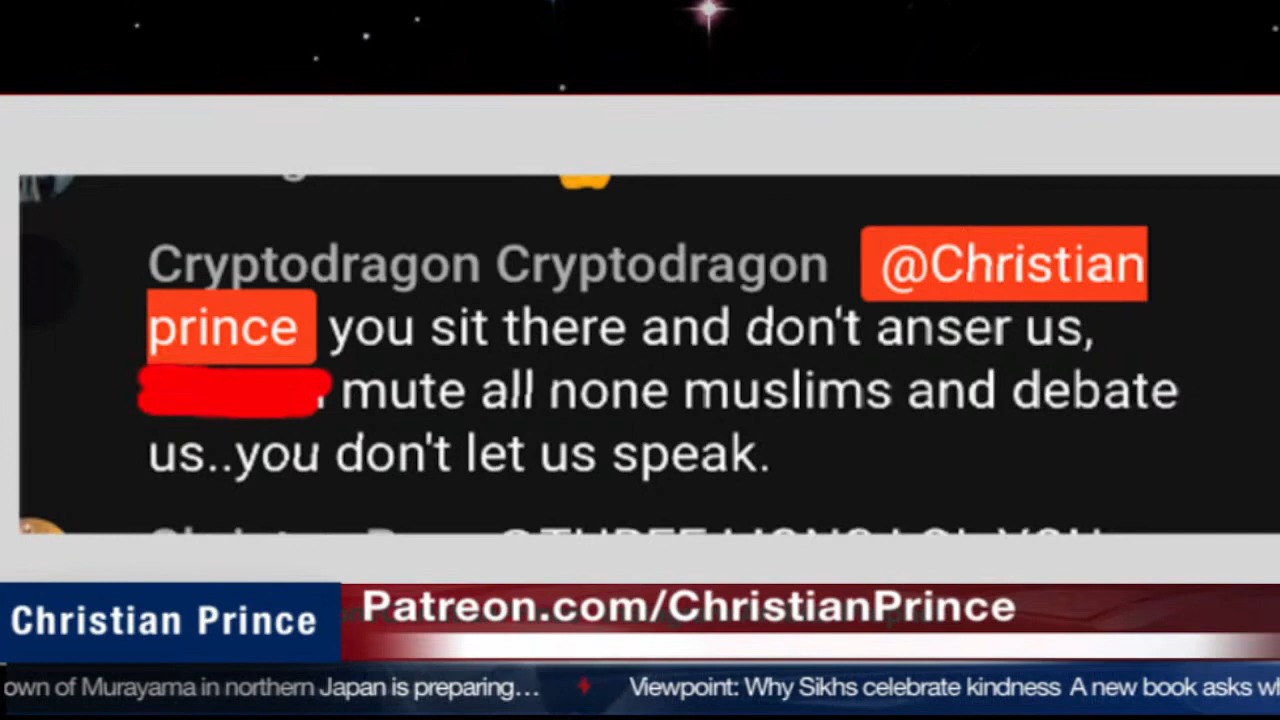 Cryptodragon Cryptodragon @Christian
prince you sit there and don't anser us,
mute all none muslims and debate
us..you don't let us speak.
Christian Prince
Patreon.com/ChristianPrince
own of Murayama in northern Japan is preparing... Viewpoint: Why Sikhs celebrate kindness A new book asks wh